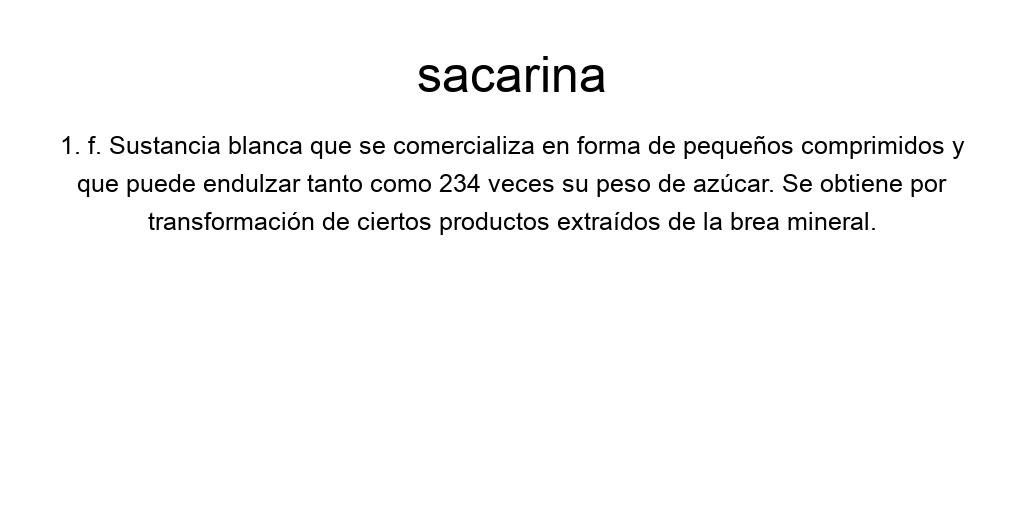 sacarina
1. f. Sustancia blanca que se comercializa en forma de pequeños comprimidos y
que puede endulzar tanto como 234 veces su peso de azúcar. Se obtiene por
transformación de ciertos productos extraídos de la brea mineral.